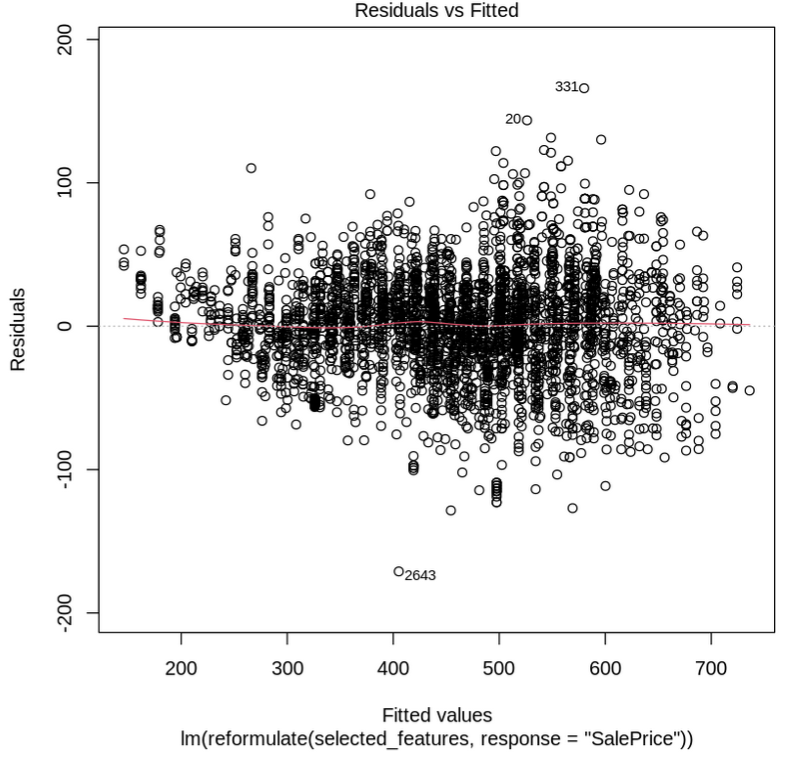 Residuals vs Fitted
200
100
0
-100
-200
Residuals
331
20
2643
200 300 400 500 600 700
Fitted values
lm(reformulate(selected_features, response = "SalePrice"))